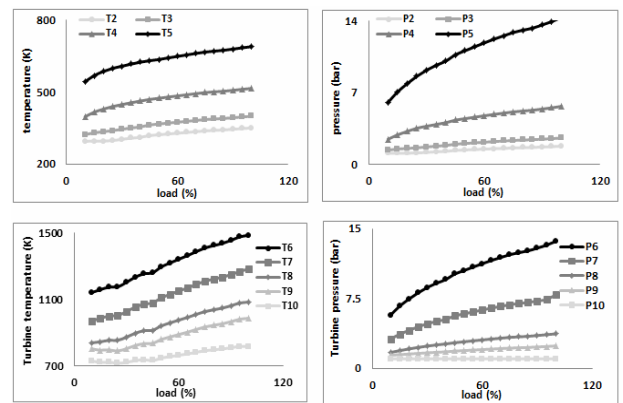 800
500
200
temperature (K)
T2 T3
T4 T5
0 60 120
load (%)
14
7
0
pressure (bar)
P2 P3
P4 P5
0 60 120
load (%)
1500
1100
700
Turbine temperature (K)
T6
T7
T8
T9
T10
0 60 120
load (%)
15
7.5
0
Turbine pressure (bar)
P6
P7
P8
P9
P10
0 60 120
load (%)